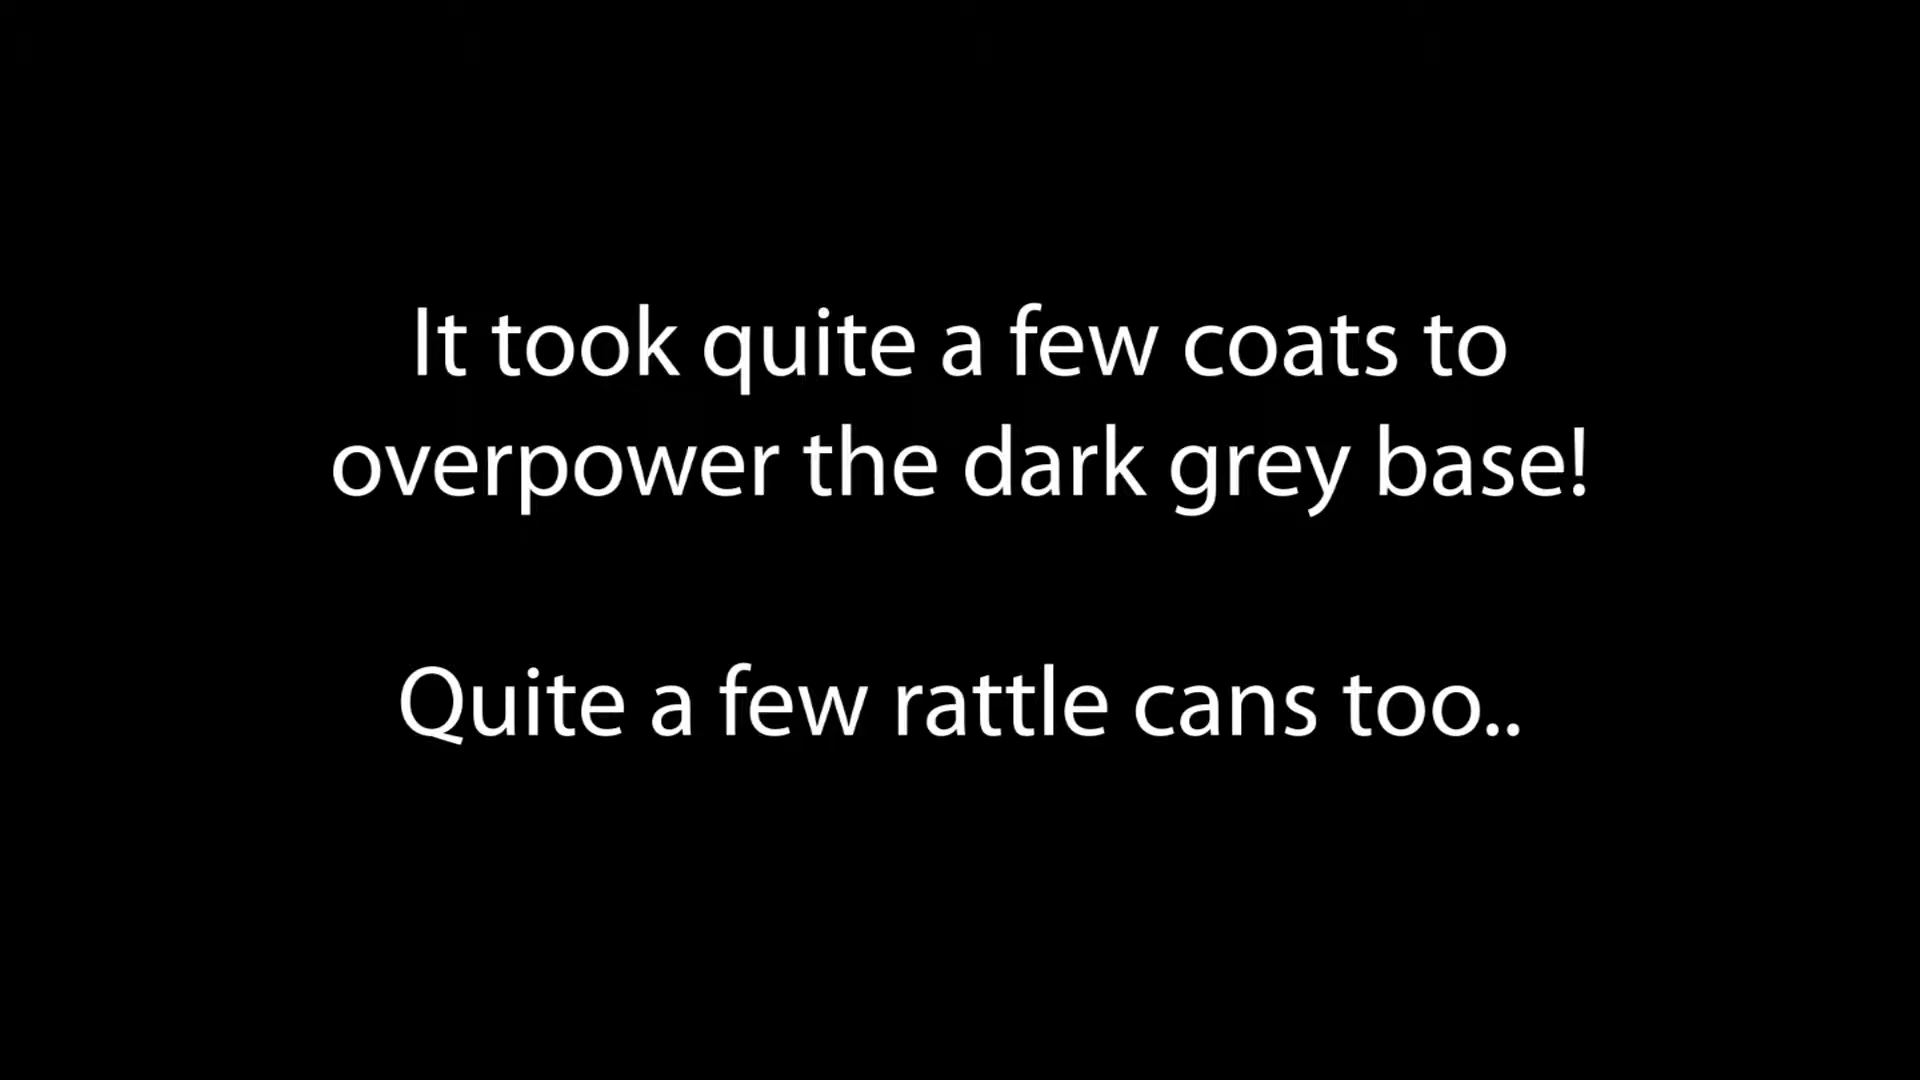 It took quite a few coats to
overpower the dark grey base!
Quite a few rattle cans too..